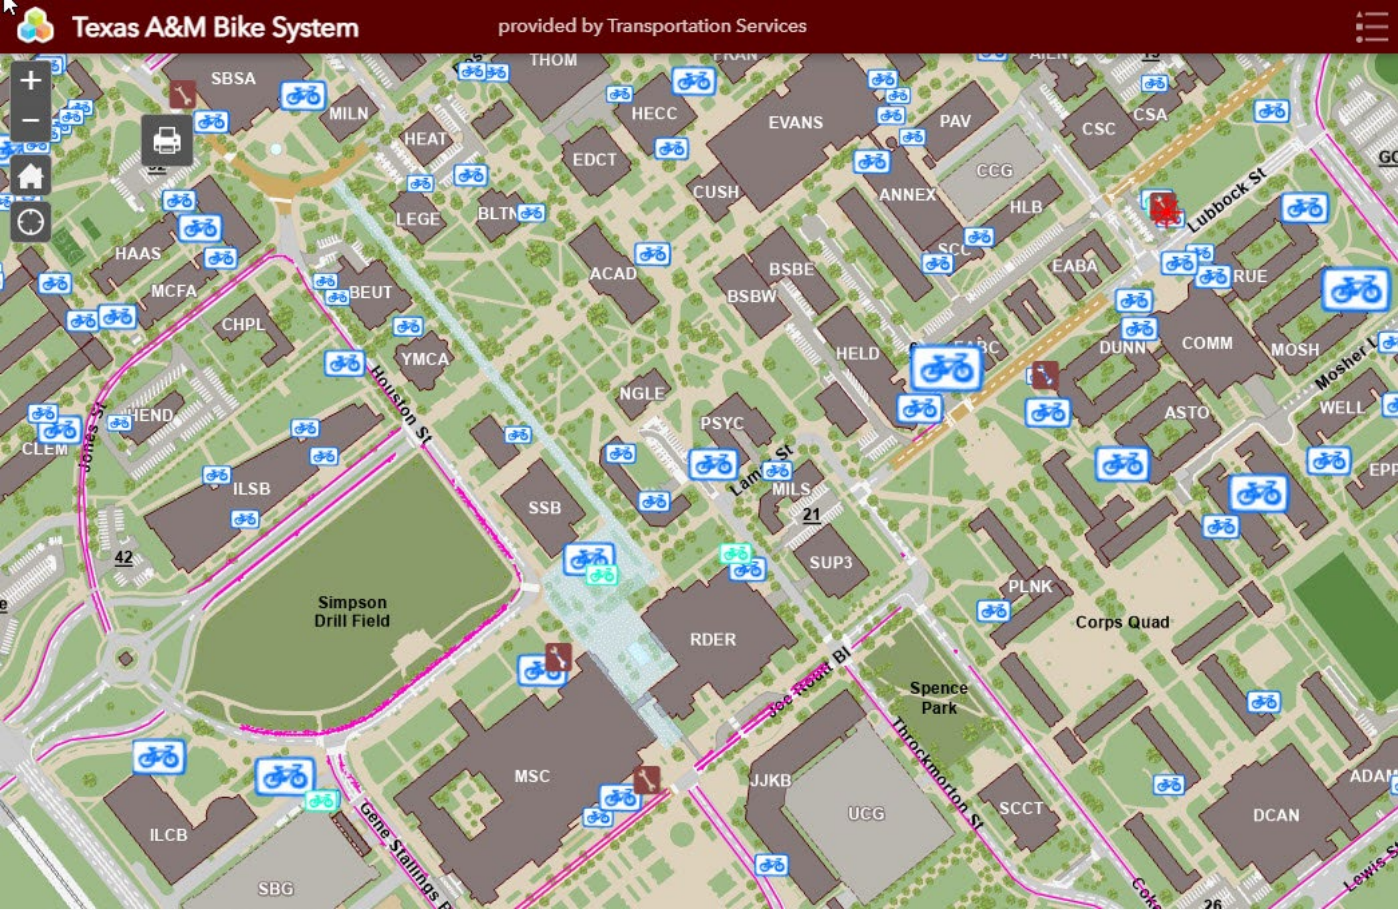 Texas A&M Bike System
provided by Transportation Services
THOM
SBSA
MILN
HECC
EVANS
PAV
CSC
CSA
HEAT
EDCT
CCG
CUSH
ANNEX
HLB
LEGE
BLTN
Lubbock St
HAAS
ACAD
BSBE
SCC
EABA
RUE
MCFA
BEUT
BSBW
CHPL
YMCA
HELD
DUNN
COMM
MOSH
Houston St
NGLE
WELL
HEND
Jones St
PSYC
ASTO
CLEM
Lamar St
ILSB
MILS
SSB
21
42
SUP3
PLNK
Simpson
Drill Field
RDER
Corps Quad
Joe Routt Bl
Spence
Park
Throckmorton St
MSC
JJKB
UCG
SCCT
DCAN
ILCB
Gene Stallings
SBG
26